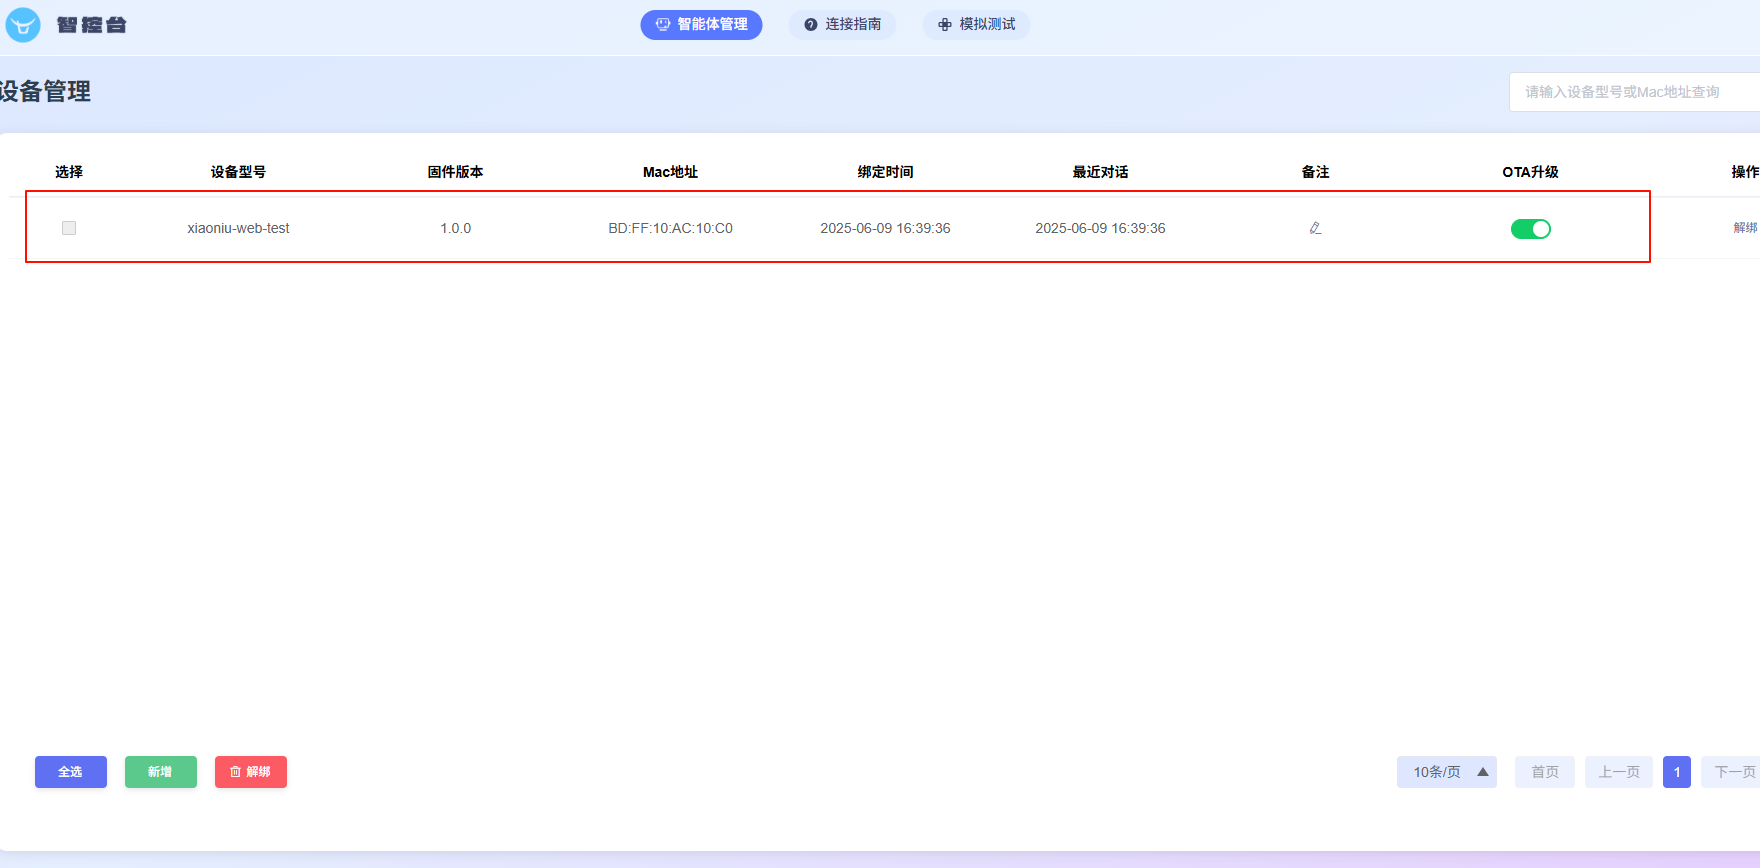 智控台
智能体管理 连接指南 模拟测试
设备管理
请输入设备型号或Mac地址查询
选择 设备型号 固件版本 Mac地址 绑定时间 最近对话 备注 OTA升级 操作
xiaoniu-web-test 1.0.0 BD:FF:10:AC:10:C0 2025-06-09 16:39:36 2025-06-09 16:39:36 解绑
全选 新增 解绑 10条/页 首页 上一页 1 下一页